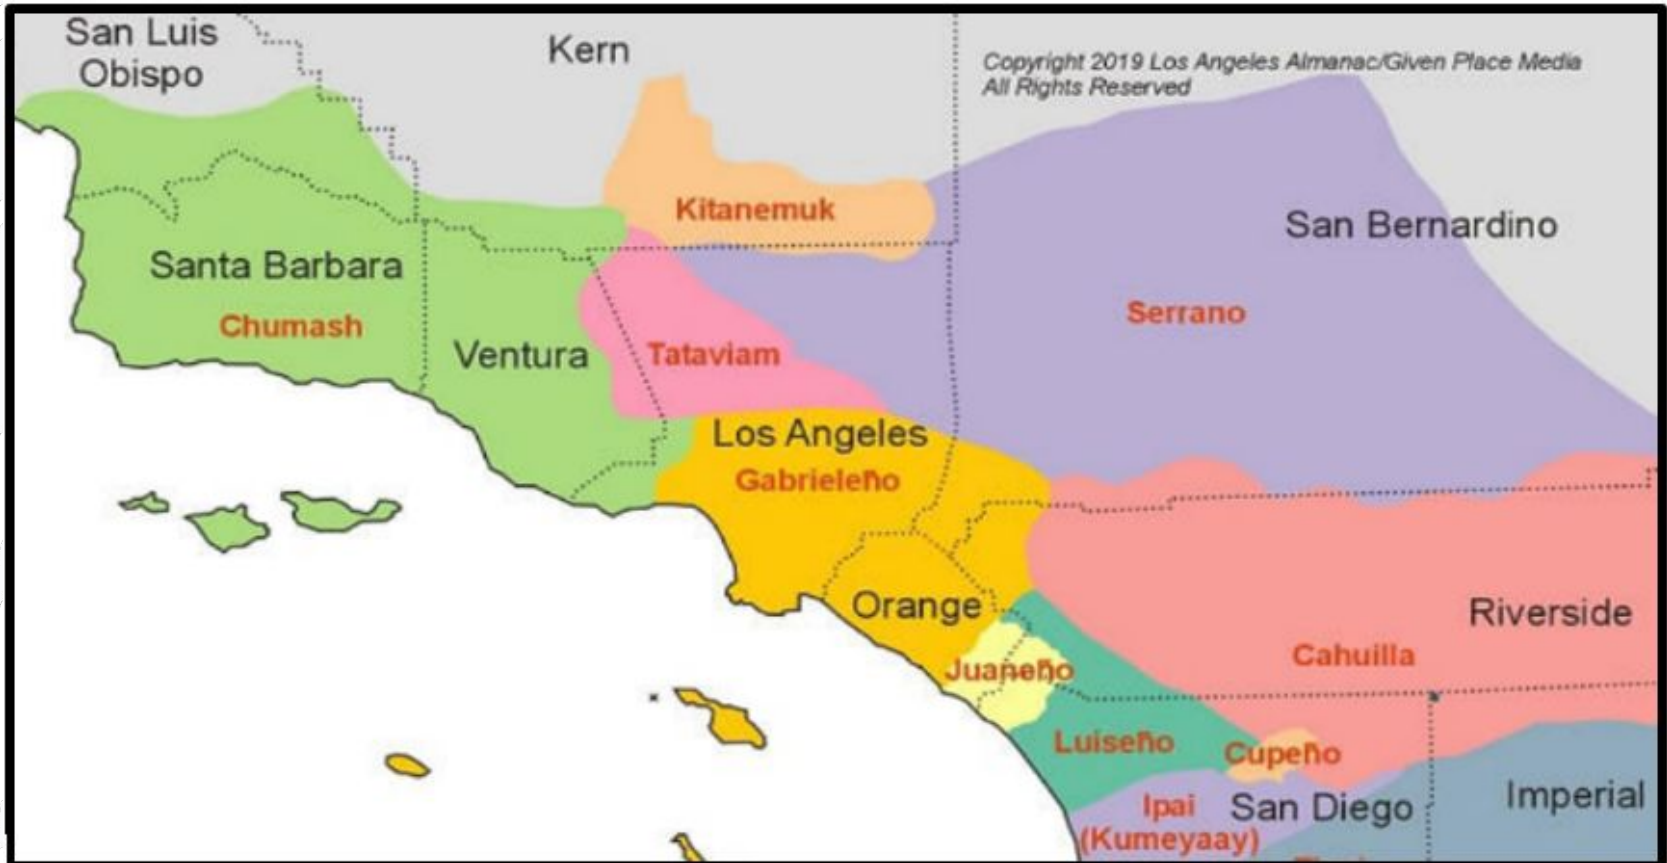 San Luis
Obispo
Kern
Copyright 2019 Los Angeles Almanac/Given Place Media
All Rights Reserved
Kitanemuk
San Bernardino
Santa Barbara
Serrano
Chumash
Ventura
Tataviam
Los Angeles
Gabrieleño
Orange
Riverside
Cahuilla
Juaneño
Luiseño
Cupeño
Ipai
(Kumeyaay)
San Diego
Imperial